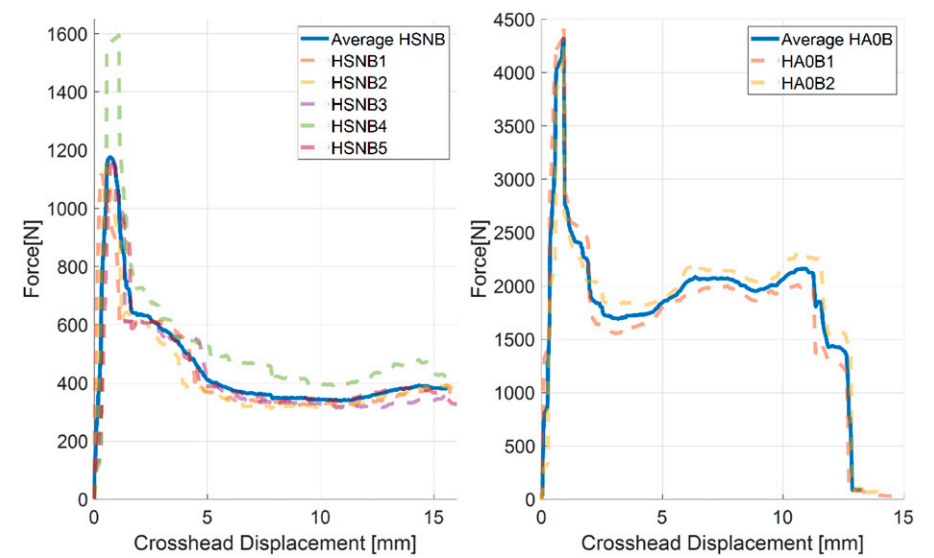 1600
1400
1200
1000
800
600
400
200
0
0 5 10 15
Force[N]
Crosshead Displacement [mm]
Average HSNB
HSNB1
HSNB2
HSNB3
HSNB4
HSNB5
4500
4000
3500
3000
2500
2000
1500
1000
500
0
0 5 10 15
Force[N]
Crosshead Displacement [mm]
Average HA0B
HA0B1
HA0B2